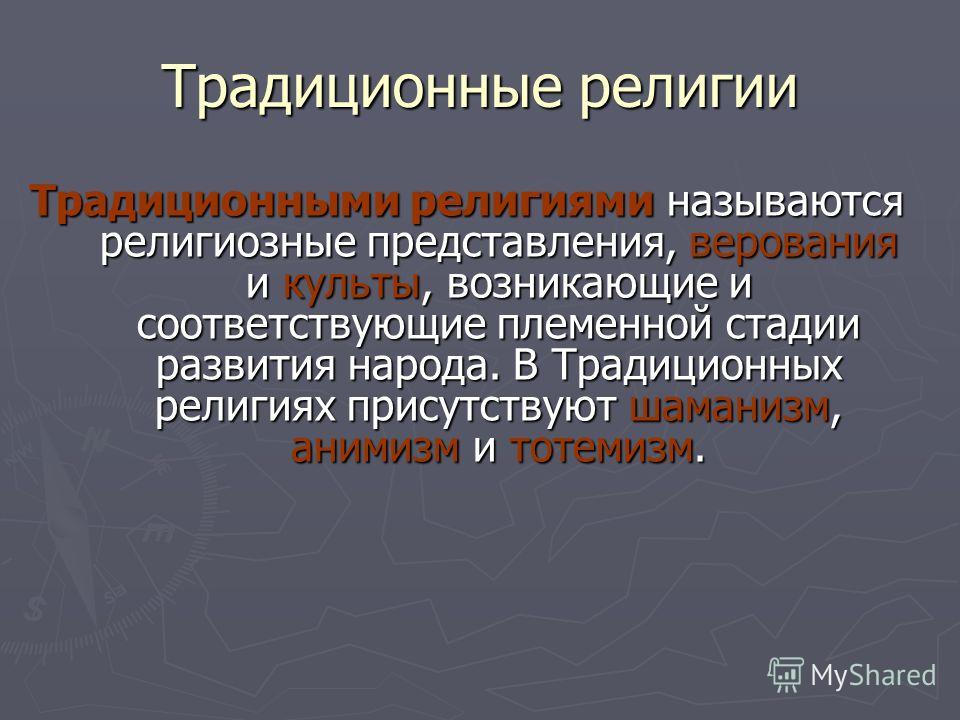 Традиционные религии
Традиционными религиями называются
религиозные представления, верования
и культы, возникающие и
соответствующие племенной стадии
развития народа. В Традиционных
религиях присутствуют шаманизм,
анимизм и тотемизм.
MyShared